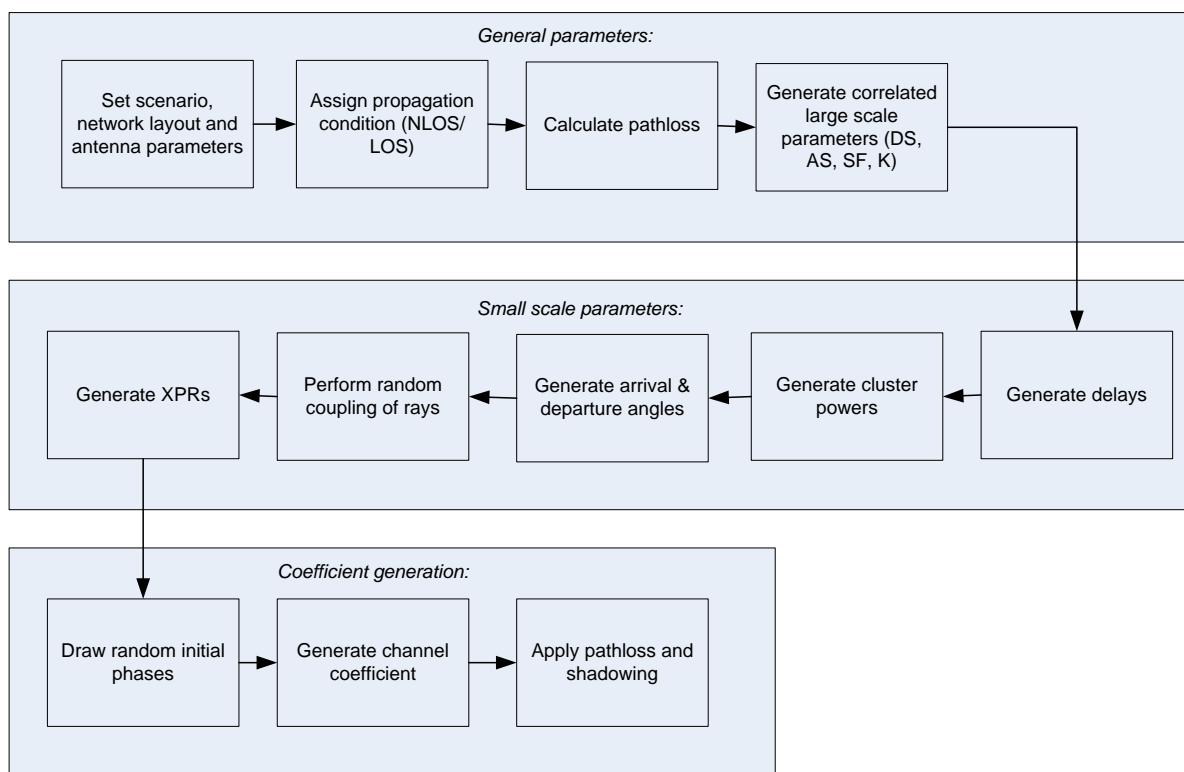 General parameters:
Set scenario,
network layout and
antenna parameters
Assign propagation
condition (NLOS/
LOS)
Calculate pathloss
Generate correlated
large scale
parameters (DS,
AS, SF, K)
Small scale parameters:
Generate delays
Generate cluster
powers
Generate arrival &
departure angles
Perform random
coupling of rays
Generate XPRs
Coefficient generation:
Draw random initial
phases
Generate channel
coefficient
Apply pathloss and
shadowing